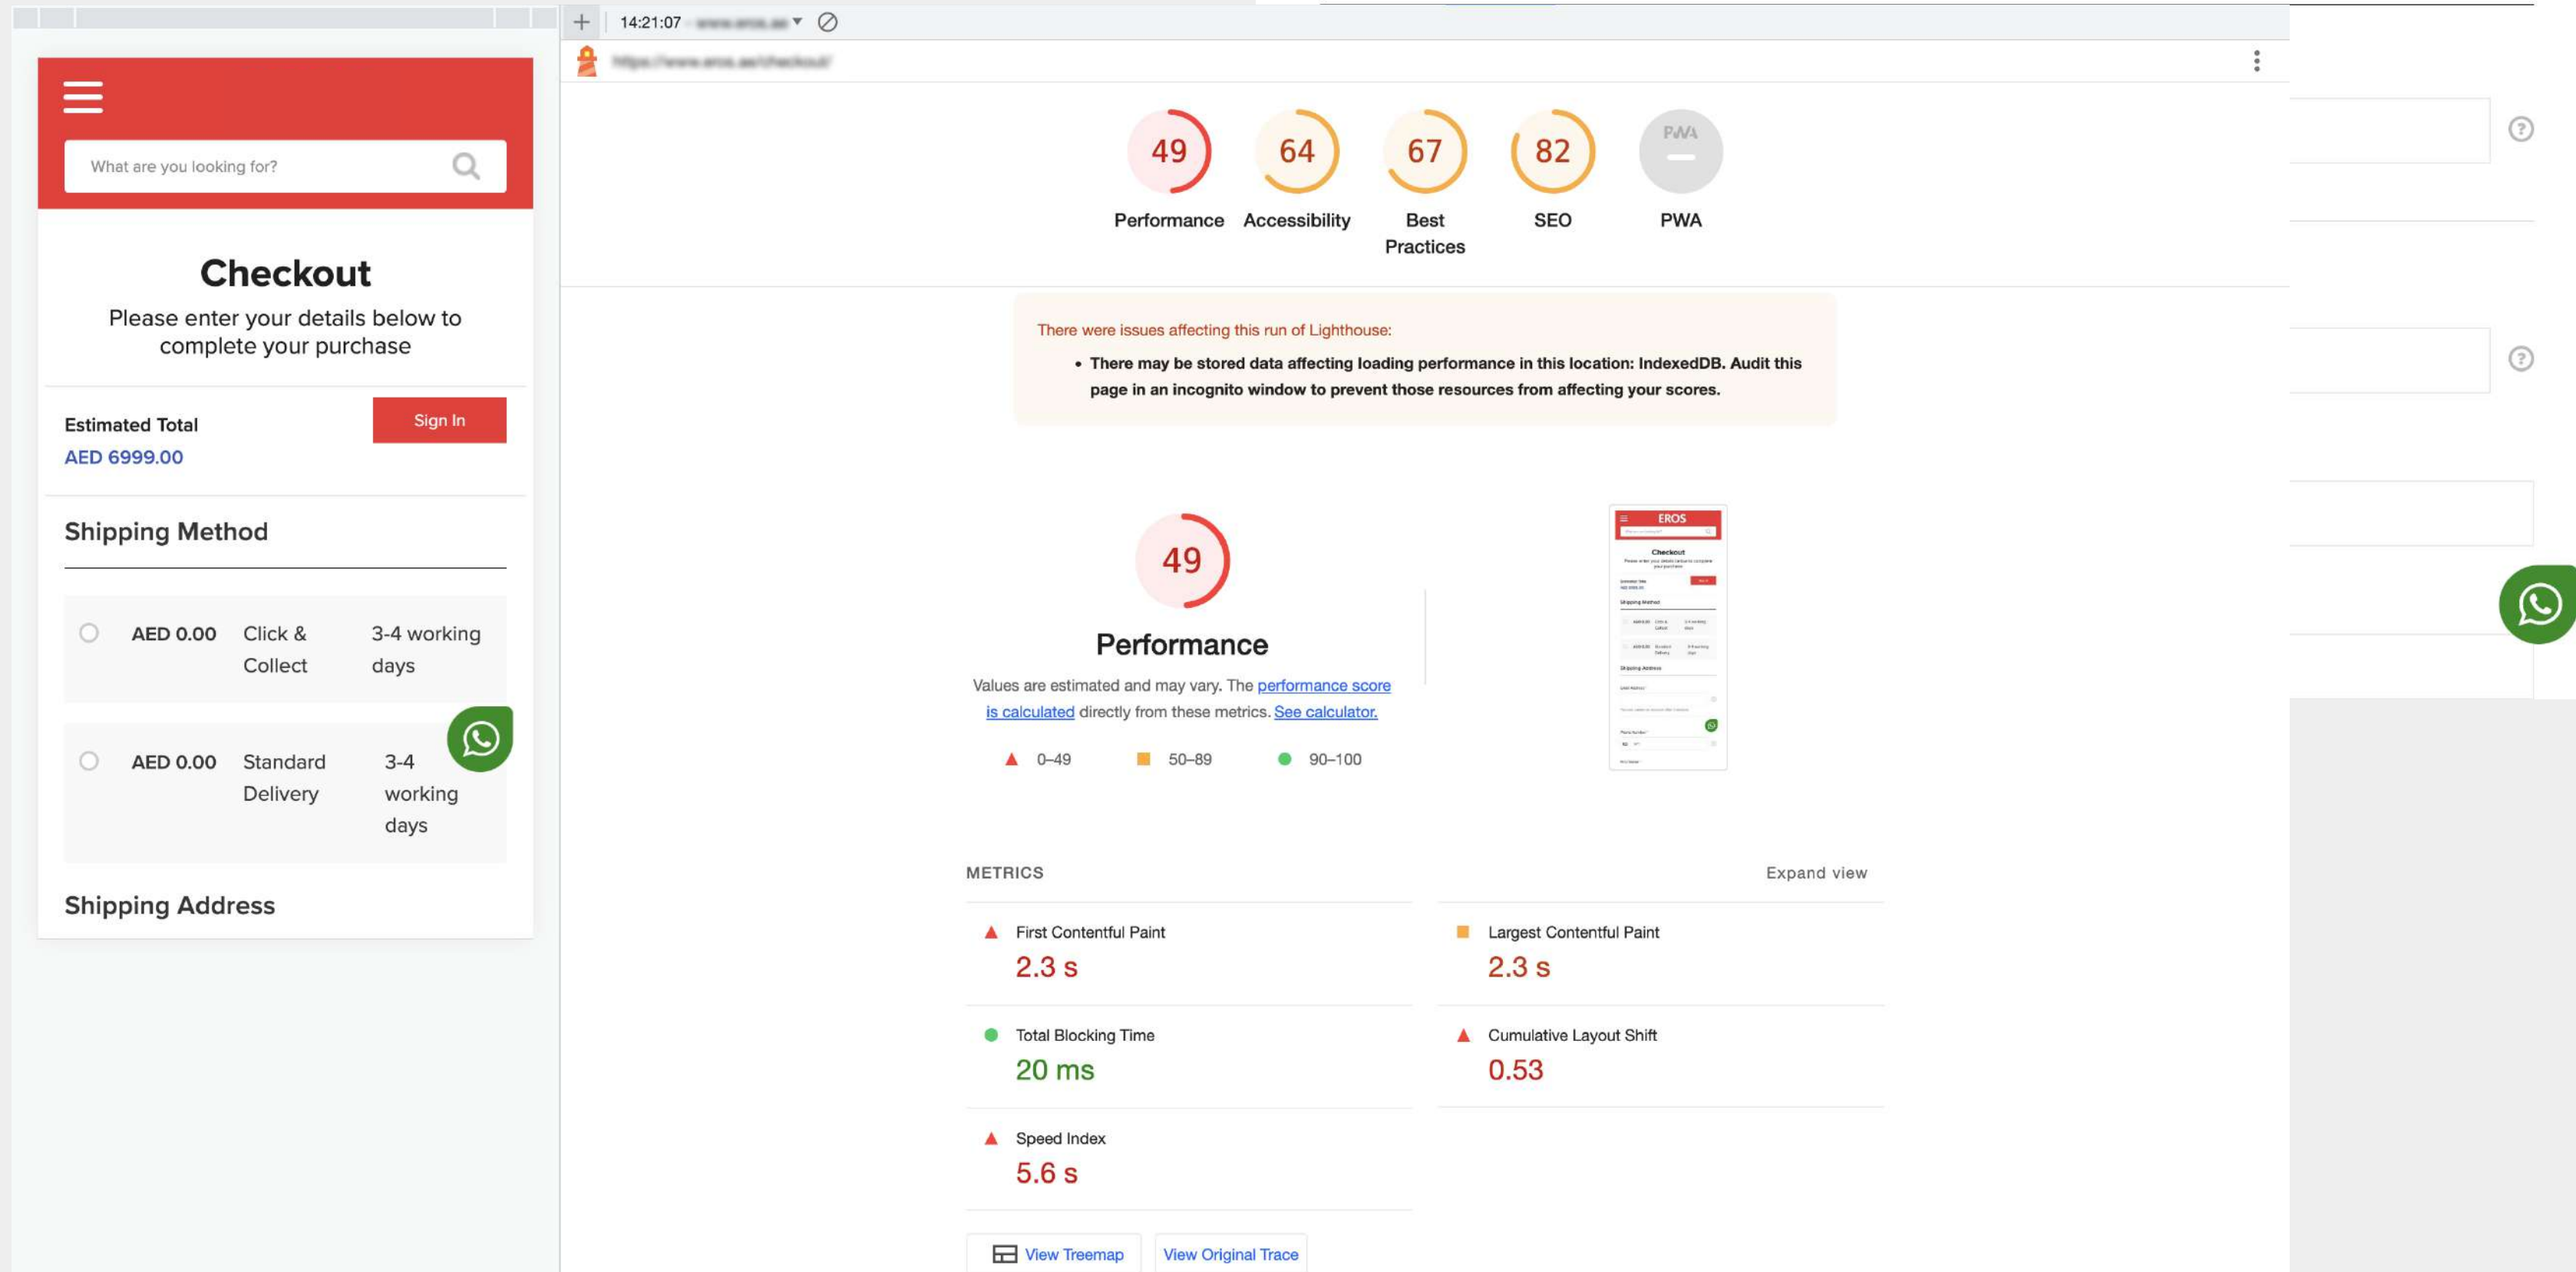 What are you looking for?
Checkout
Please enter your details below to
complete your purchase
Estimated Total
Sign In
AED 6999.00
Shipping Method
AED 0.00 Click & 3-4 working
Collect days
AED 0.00 Standard 3-4
Delivery working
days
Shipping Address
14:21:07
49 64 67 82 PWA
Performance Accessibility Best SEO PWA
Practices
There were issues affecting this run of Lighthouse:
• There may be stored data affecting loading performance in this location: IndexedDB. Audit this
page in an incognito window to prevent those resources from affecting your scores.
49
Performance
Values are estimated and may vary. The performance score
is calculated directly from these metrics. See calculator.
0–49 50–89 90–100
EROS
Checkout
Shipping Method
Shipping Address
METRICS Expand view
First Contentful Paint
2.3 s
Largest Contentful Paint
2.3 s
Total Blocking Time
20 ms
Cumulative Layout Shift
0.53
Speed Index
5.6 s
View Treemap View Original Trace